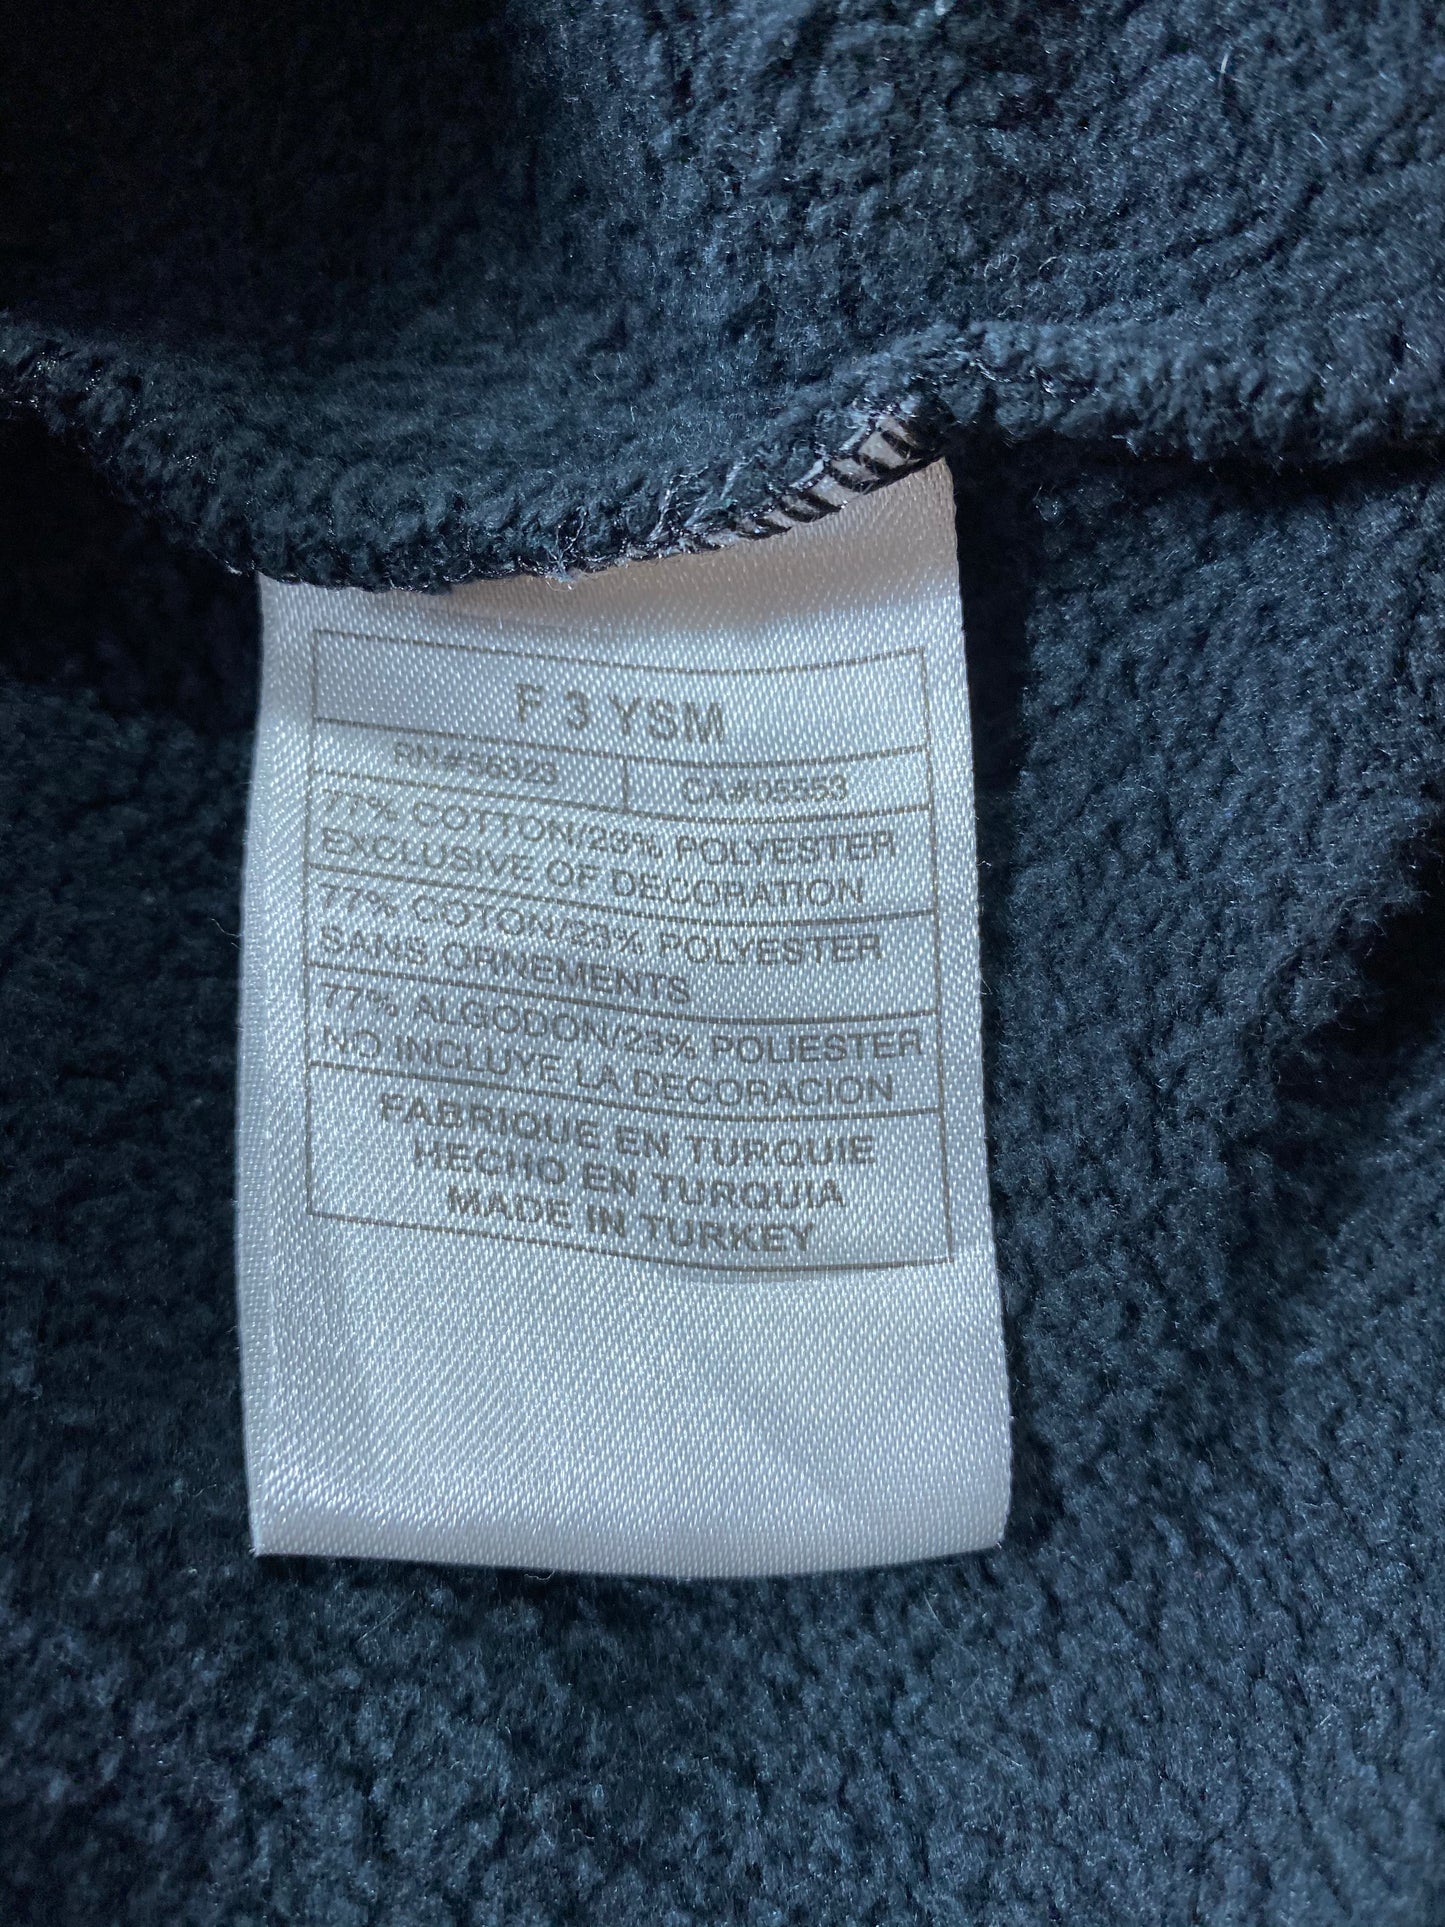 F 3 YSM
RN#56323
CA#05553
77% COTTON/23% POLYESTER
EXCLUSIVE OF DECORATION
77% COTON/23% POLYESTER
SANS ORNEMENTS
77% ALGODON/23% POLIESTER
NO INCLUYE LA DECORACION
FABRIQUE EN TURQUIE
HECHO EN TURQUIA
MADE IN TURKEY